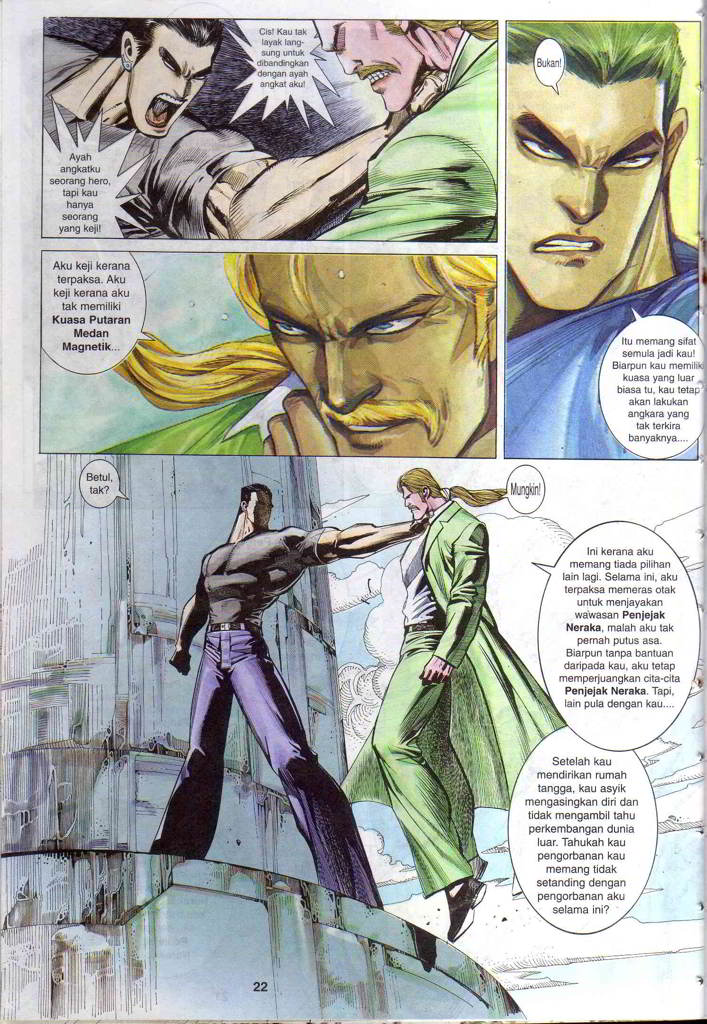 Cis! Kau tak
layak lang-
sung untuk
dibandingkan
dengan ayah
angkat aku!
Ayah
angkatku
seorang hero,
tapi kau
hanya
seorang
yang keji!
Bukan!
Itu memang sifat
semula jadi kau!
Biarpun kau memilik
kuasa yang luar
biasa tu, kau tetap
akan lakukan
angkara yang
tak terkira
banyaknya....
Aku keji kerana
terpaksa. Aku
keji kerana aku
tak memiliki
Kuasa Putaran
Medan
Magnetik...
Betul,
tak?
Mungkin!
Ini kerana aku
memang tiada pilihan
lain lagi. Selama ini, aku
terpaksa memeras otak
untuk menjayakan
wawasan Penjejak
Neraka, malah aku tak
pernah putus asa.
Biarpun tanpa bantuan
daripada kau, aku tetap
memperjuangkan cita-cita
Penjejak Neraka. Tapi,
lain pula dengan kau....
Setelah kau
mendirikan rumah
tangga, kau asyik
mengasingkan diri dan
tidak mengambil tahu
perkembangan dunia
luar. Tahukah kau
pengorbanan kau
memang tidak
setanding dengan
pengorbanan aku
selama ini?
22